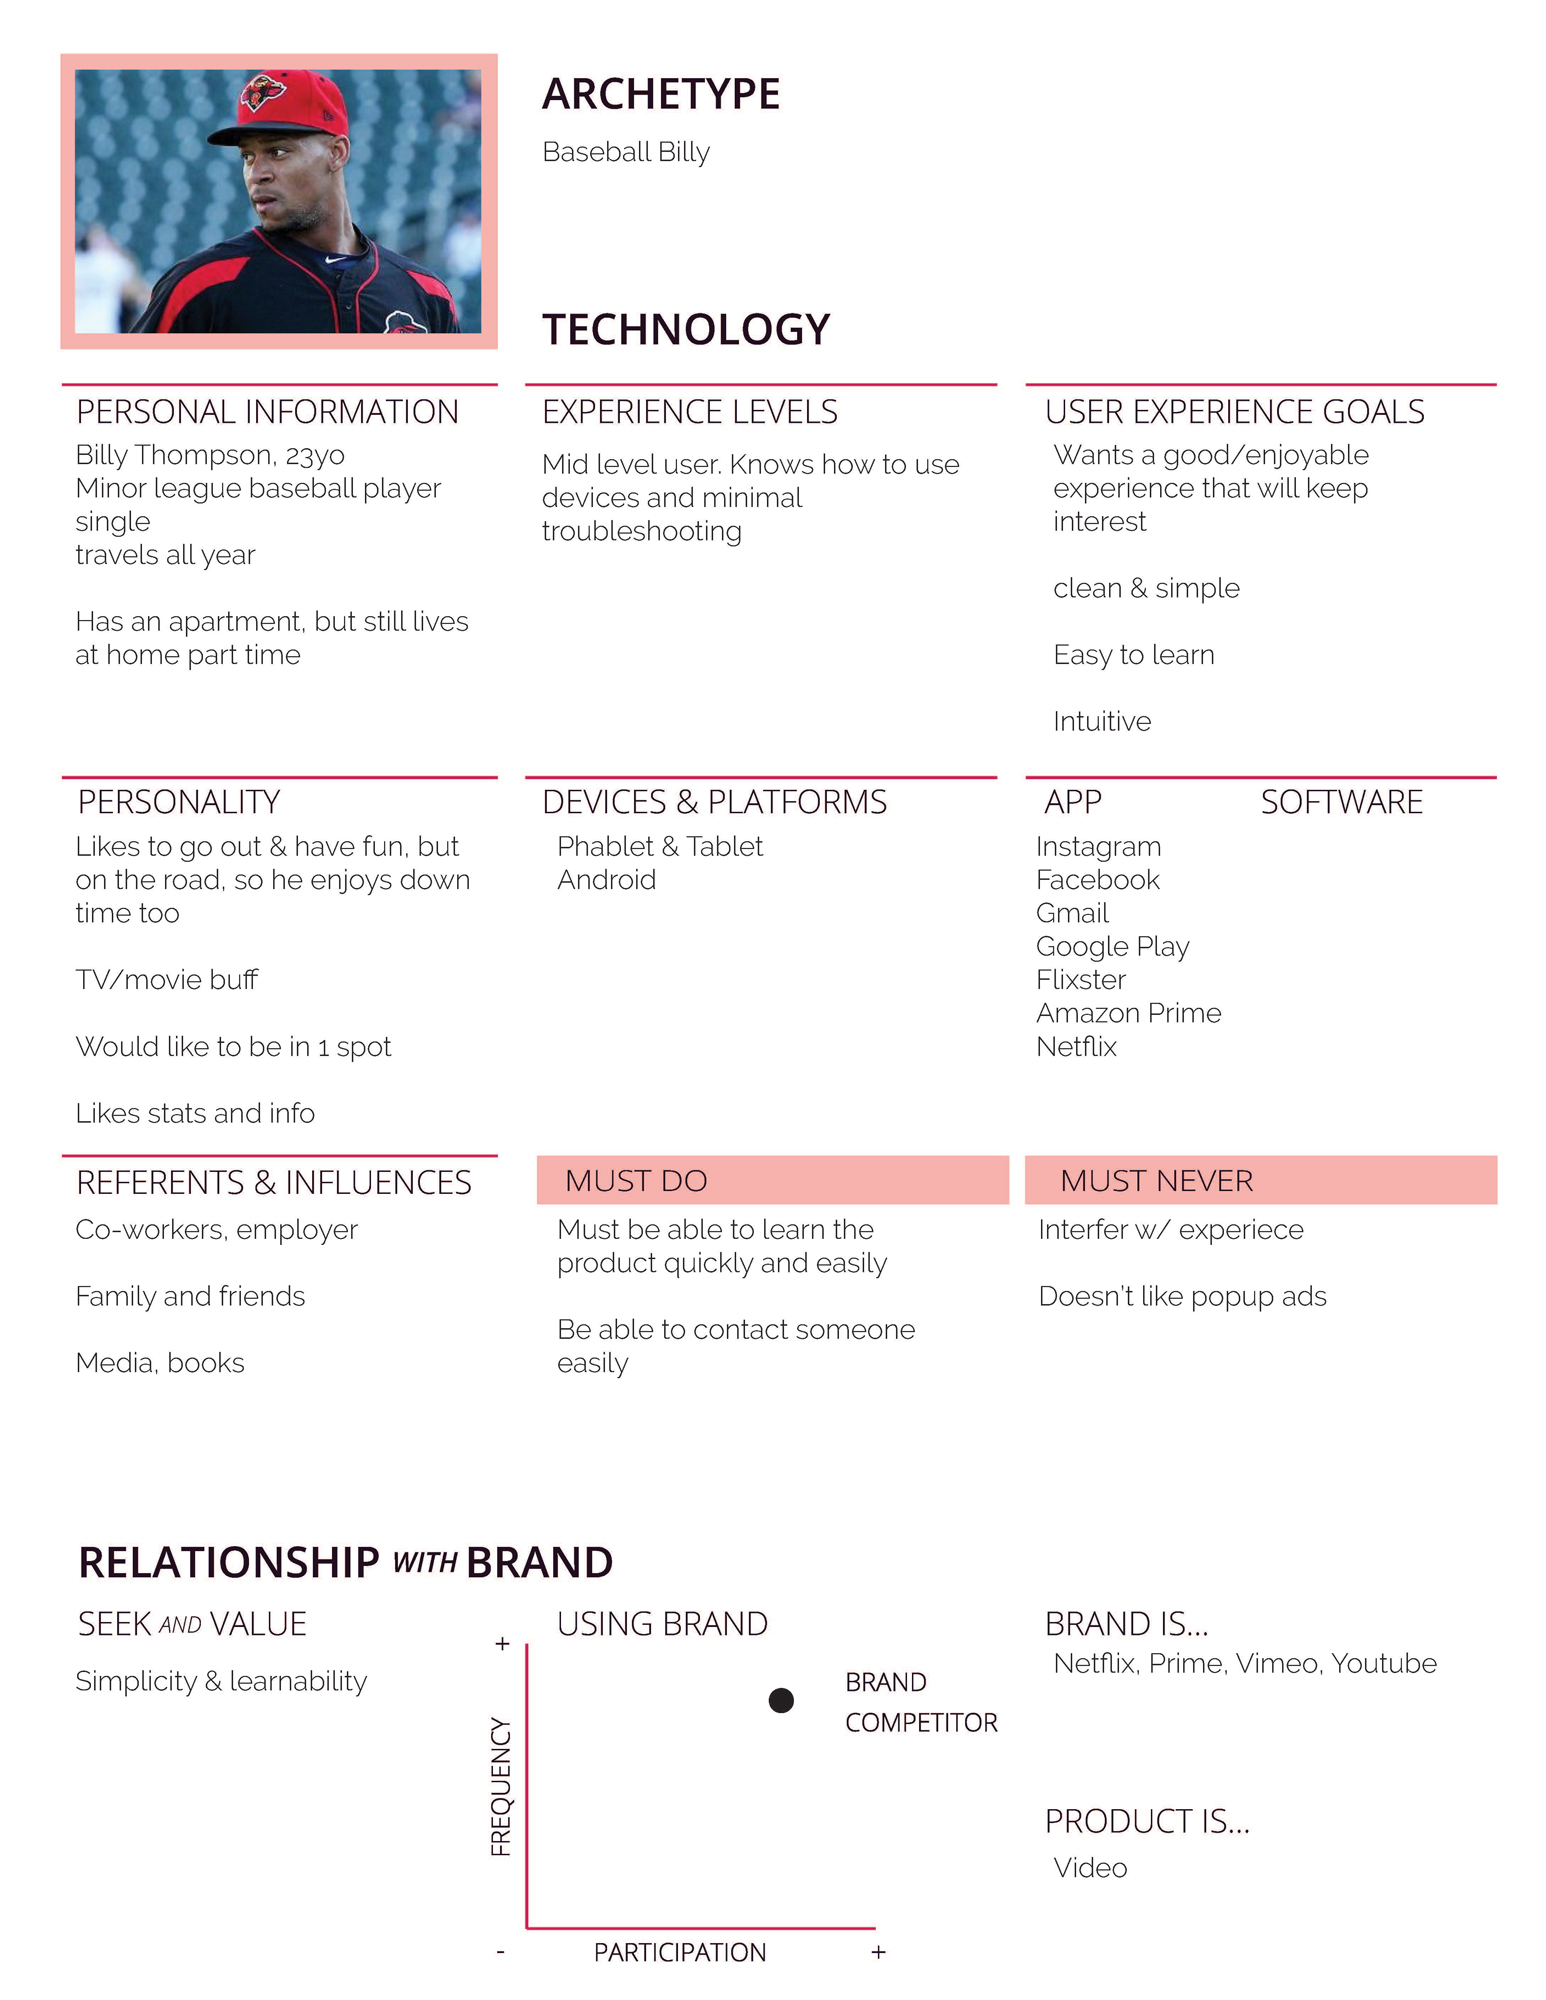 ARCHETYPE
Baseball Billy
TECHNOLOGY
PERSONAL INFORMATION
Billy Thompson, 23yo
Minor league baseball player
single
travels all year
Has an apartment, but still lives
at home part time
EXPERIENCE LEVELS
Mid level user. Knows how to use
devices and minimal
troubleshooting
USER EXPERIENCE GOALS
Wants a good/enjoyable
experience that will keep
interest
clean & simple
Easy to learn
Intuitive
PERSONALITY
Likes to go out & have fun, but
on the road, so he enjoys down
time too
TV/movie buff
Would like to be in 1 spot
Likes stats and info
DEVICES & PLATFORMS
Phablet & Tablet
Android
APP SOFTWARE
Instagram
Facebook
Gmail
Google Play
Flixster
Amazon Prime
Netflix
REFERENTS & INFLUENCES
Co-workers, employer
Family and friends
Media, books
MUST DO
Must be able to learn the
product quickly and easily
Be able to contact someone
easily
MUST NEVER
Interfer w/ experiece
Doesn't like popup ads
RELATIONSHIP WITH BRAND
SEEK AND VALUE
Simplicity & learnability
USING BRAND
+
FREQUENCY
BRAND
COMPETITOR
-
PARTICIPATION
+
BRAND IS...
Netflix, Prime, Vimeo, Youtube
PRODUCT IS...
Video